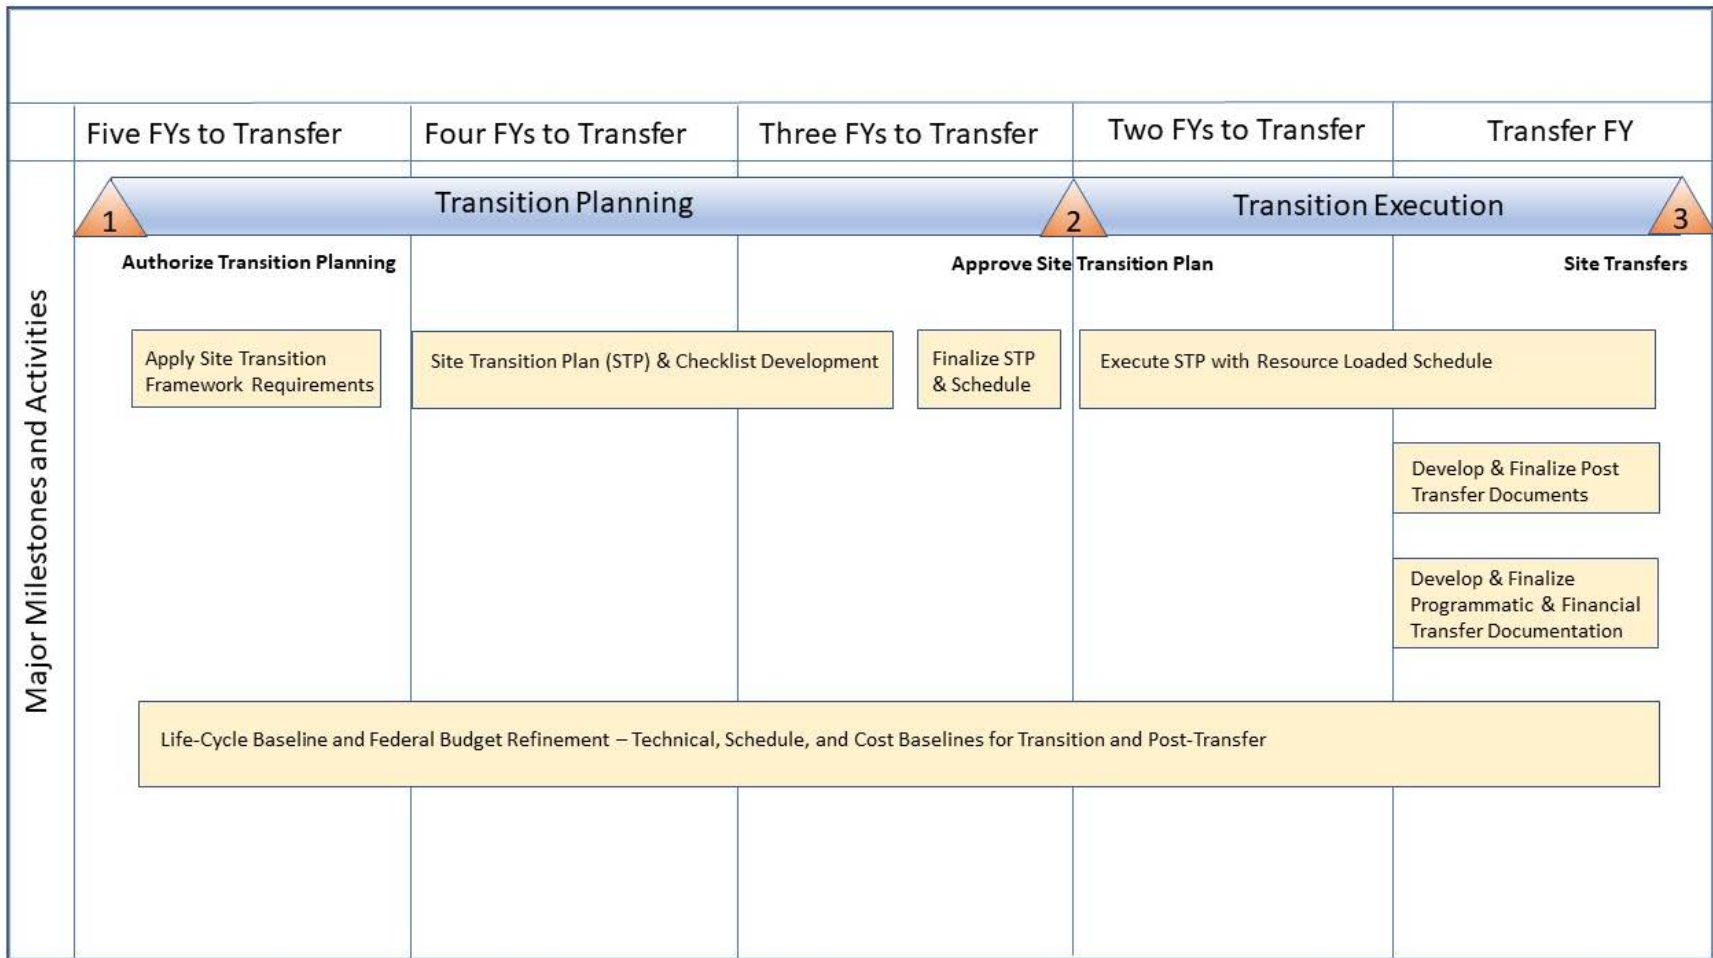 Five FYs to Transfer
Four FYs to Transfer
Three FYs to Transfer
Two FYs to Transfer
Transfer FY
Major Milestones and Activities
1
Transition Planning
2
Transition Execution
3
Authorize Transition Planning
Approve Site Transition Plan
Site Transfers
Apply Site Transition
Framework Requirements
Site Transition Plan (STP) & Checklist Development
Finalize STP
& Schedule
Execute STP with Resource Loaded Schedule
Develop & Finalize Post
Transfer Documents
Develop & Finalize
Programmatic & Financial
Transfer Documentation
Life-Cycle Baseline and Federal Budget Refinement – Technical, Schedule, and Cost Baselines for Transition and Post-Transfer